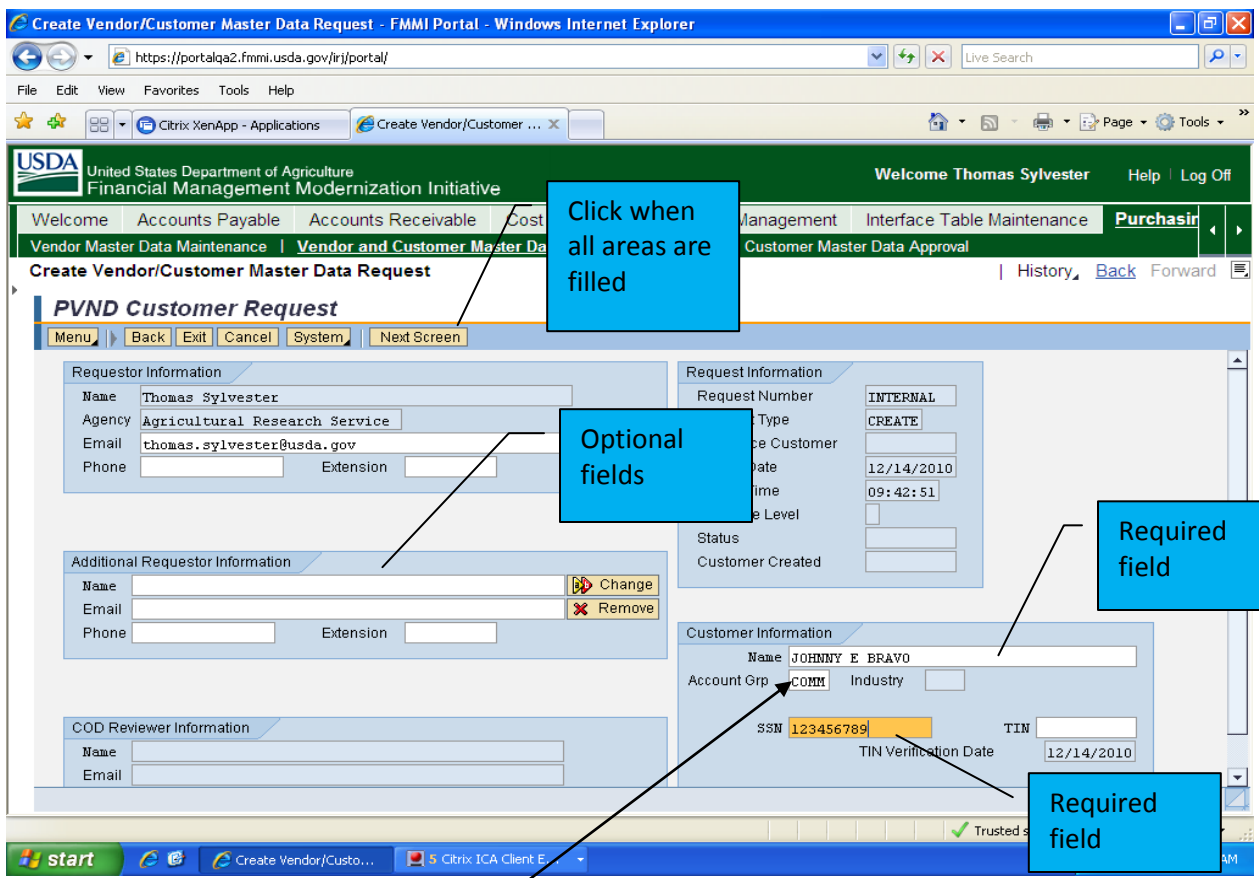 Create Vendor/Customer Master Data Request - FMMI Portal - Windows Internet Explorer
https://portalqa2.fmmi.usda.gov/irj/portal/
Live Search
File Edit View Favorites Tools Help
Citrix XenApp - Applications
Create Vendor/Customer ...
Page Tools
USDA
United States Department of Agriculture
Financial Management Modernization Initiative
Welcome Thomas Sylvester Help Log Off
Welcome Accounts Payable Accounts Receivable Cost Management Interface Table Maintenance Purchasin
Vendor Master Data Maintenance | Vendor and Customer Master Da Customer Master Data Approval
Create Vendor/Customer Master Data Request
| History Back Forward
Click when
all areas are
filled
PVND Customer Request
Menu Back Exit Cancel System Next Screen
Requestor Information
Name Thomas Sylvester
Agency Agricultural Research Service
Email thomas.sylvester@usda.gov
Phone Extension
Optional
fields
Request Information
Request Number INTERNAL
Type CREATE
ce Customer
Date 12/14/2010
ime 09:42:51
e Level
Status
Customer Created
Required
field
Additional Requestor Information
Name Change
Email Remove
Phone Extension
Customer Information
Name JOHNNY E BRAVO
Account Grp COMM Industry
SSN 123456789 TIN
TIN Verification Date 12/14/2010
COD Reviewer Information
Name
Email
Required
field
Trusted s
start
Create Vendor/Custo...
5 Citrix ICA Client E...
AM